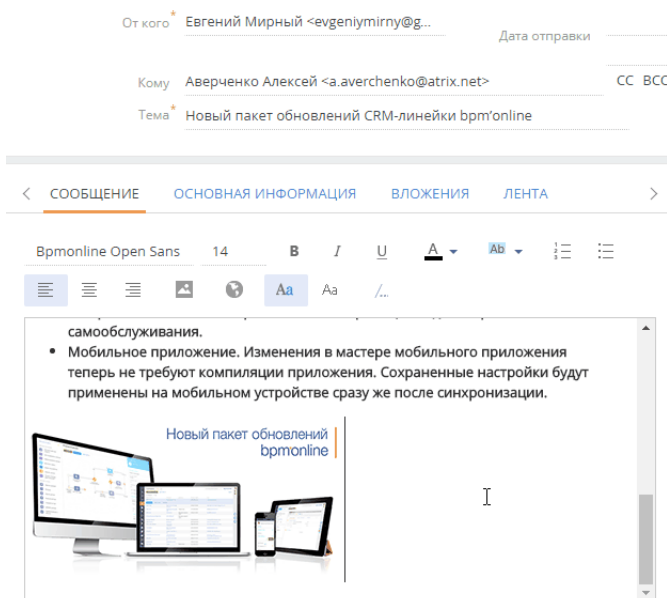 От кого* Евгений Мирный <evgeniymirny@g...
Дата отправки
Кому Аверченко Алексей <a.averchenko@atrix.net> CC BCC
Тема* Новый пакет обновлений CRM-линейки bpm’online
СООБЩЕНИЕ ОСНОВНАЯ ИНФОРМАЦИЯ ВЛОЖЕНИЯ ЛЕНТА
Bpmonline Open Sans 14 B I U A Ab
Aa Aa /...
самообслуживания.
• Мобильное приложение. Изменения в мастере мобильного приложения
теперь не требуют компиляции приложения. Сохраненные настройки будут
применены на мобильном устройстве сразу же после синхронизации.
Новый пакет обновлений
bpmonline